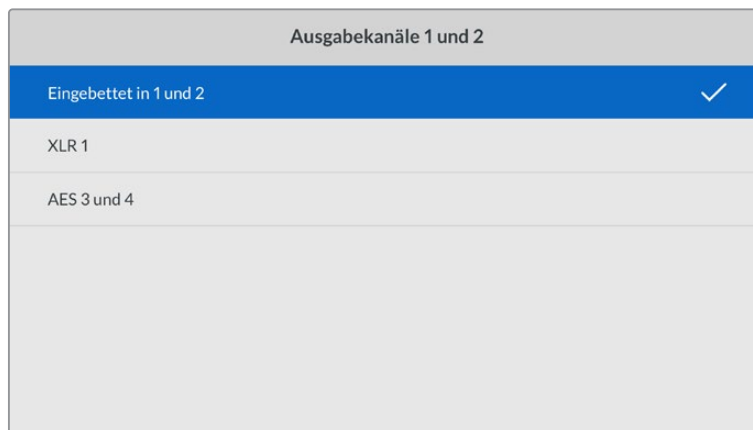 Ausgabekanäle 1 und 2
Eingebettet in 1 und 2
XLR 1
AES 3 und 4